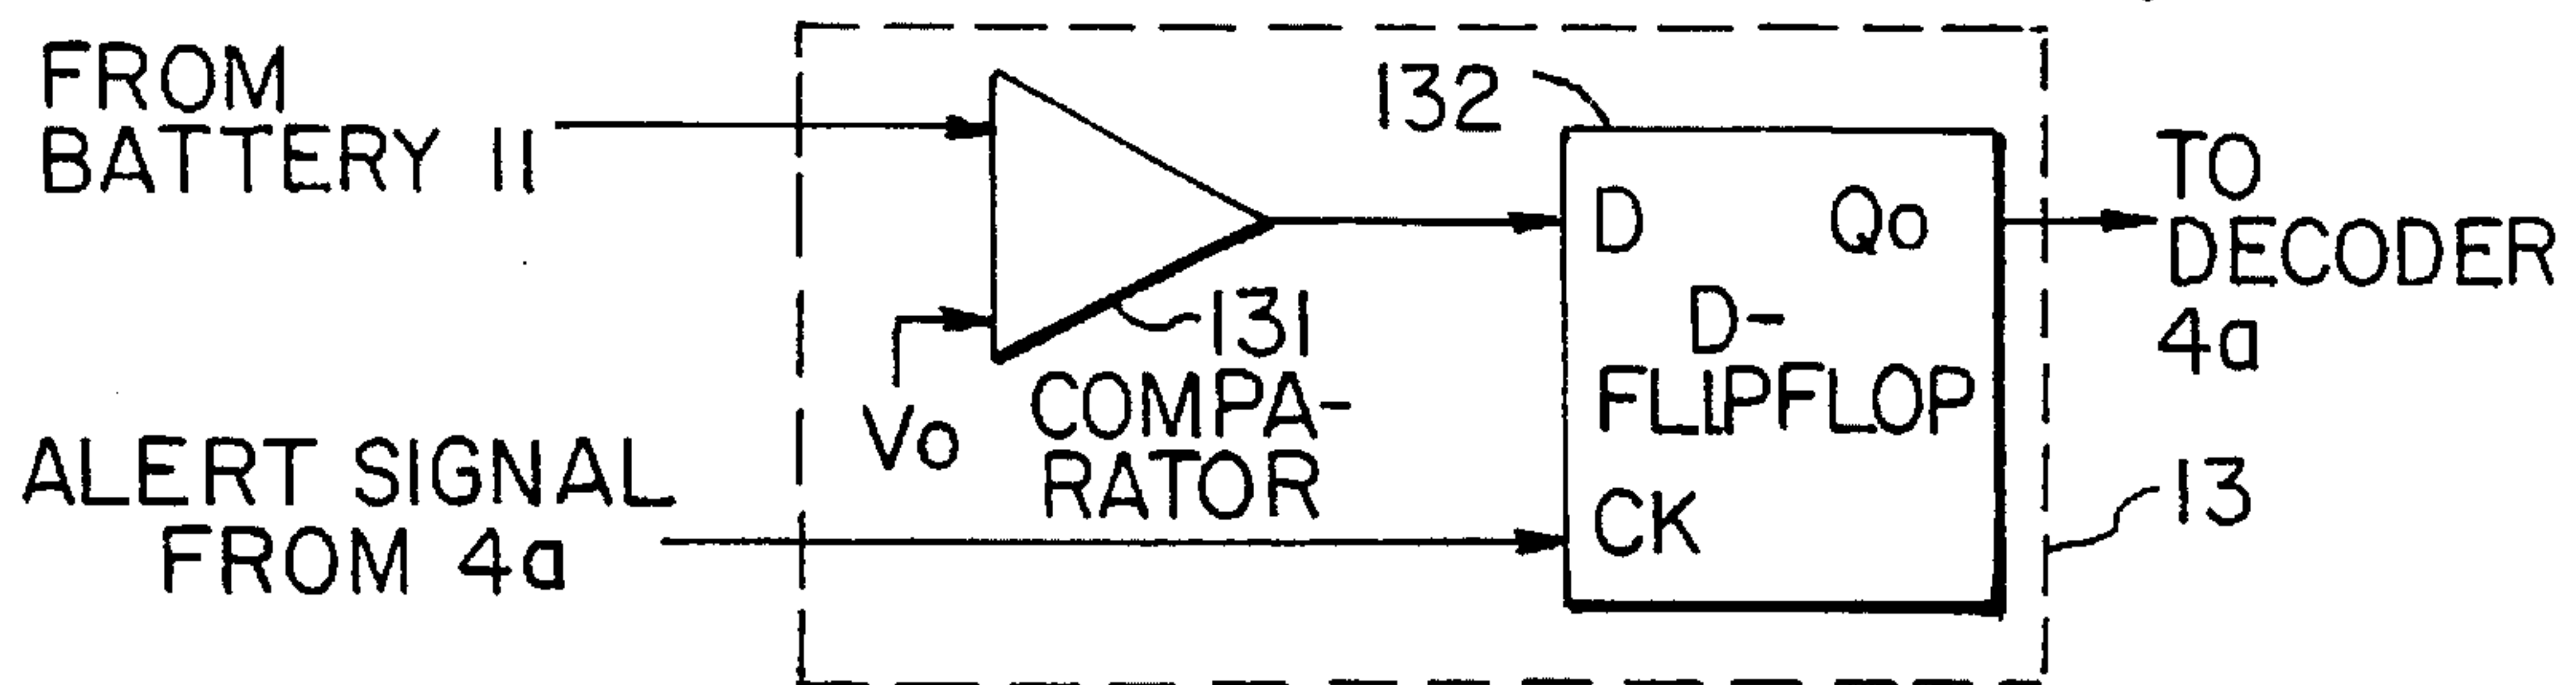 FROM
BATTERY 11
132
D
Qo
D-
FLIPFLOP
CK
TO
DECODER
4a
131
COMPA-
RATOR
Vo
ALERT SIGNAL
FROM 4a
13